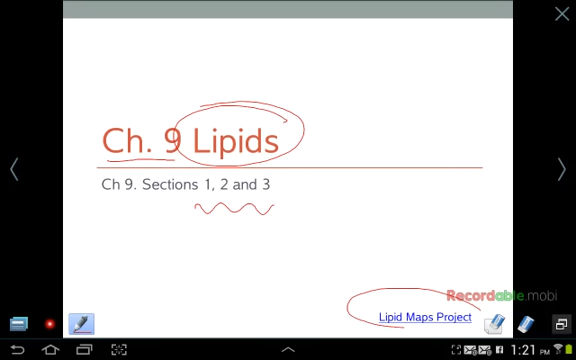 Ch. 9 Lipids
Ch 9. Sections 1, 2 and 3
Recordable.mobi
Lipid Maps Project
1:21 PM